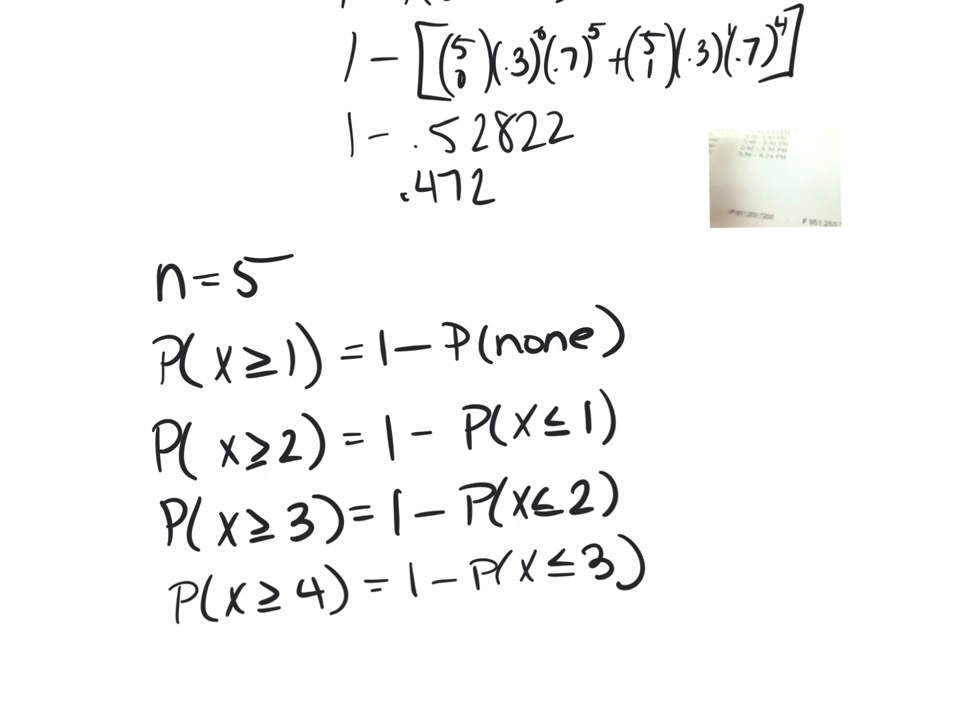 1 - [(5 0)(.3)^0(.7)^5 + (5 1)(.3)^1(.7)^4]
1 - .52822
.472
n = 5
P(x ≥ 1) = 1 - P(none)
P(x ≥ 2) = 1 - P(x ≤ 1)
P(x ≥ 3) = 1 - P(x ≤ 2)
P(x ≥ 4) = 1 - P(x ≤ 3)